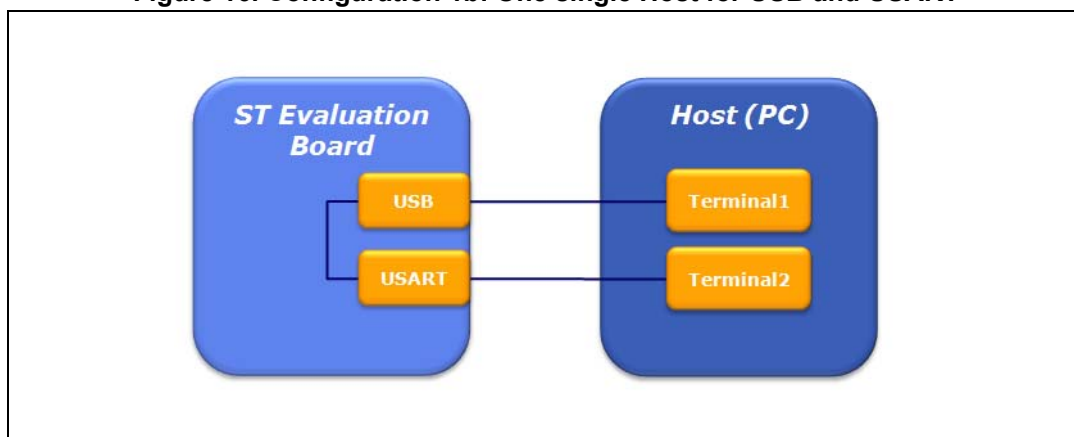 ST Evaluation
Board
Host (PC)
USB
Terminal1
USART
Terminal2